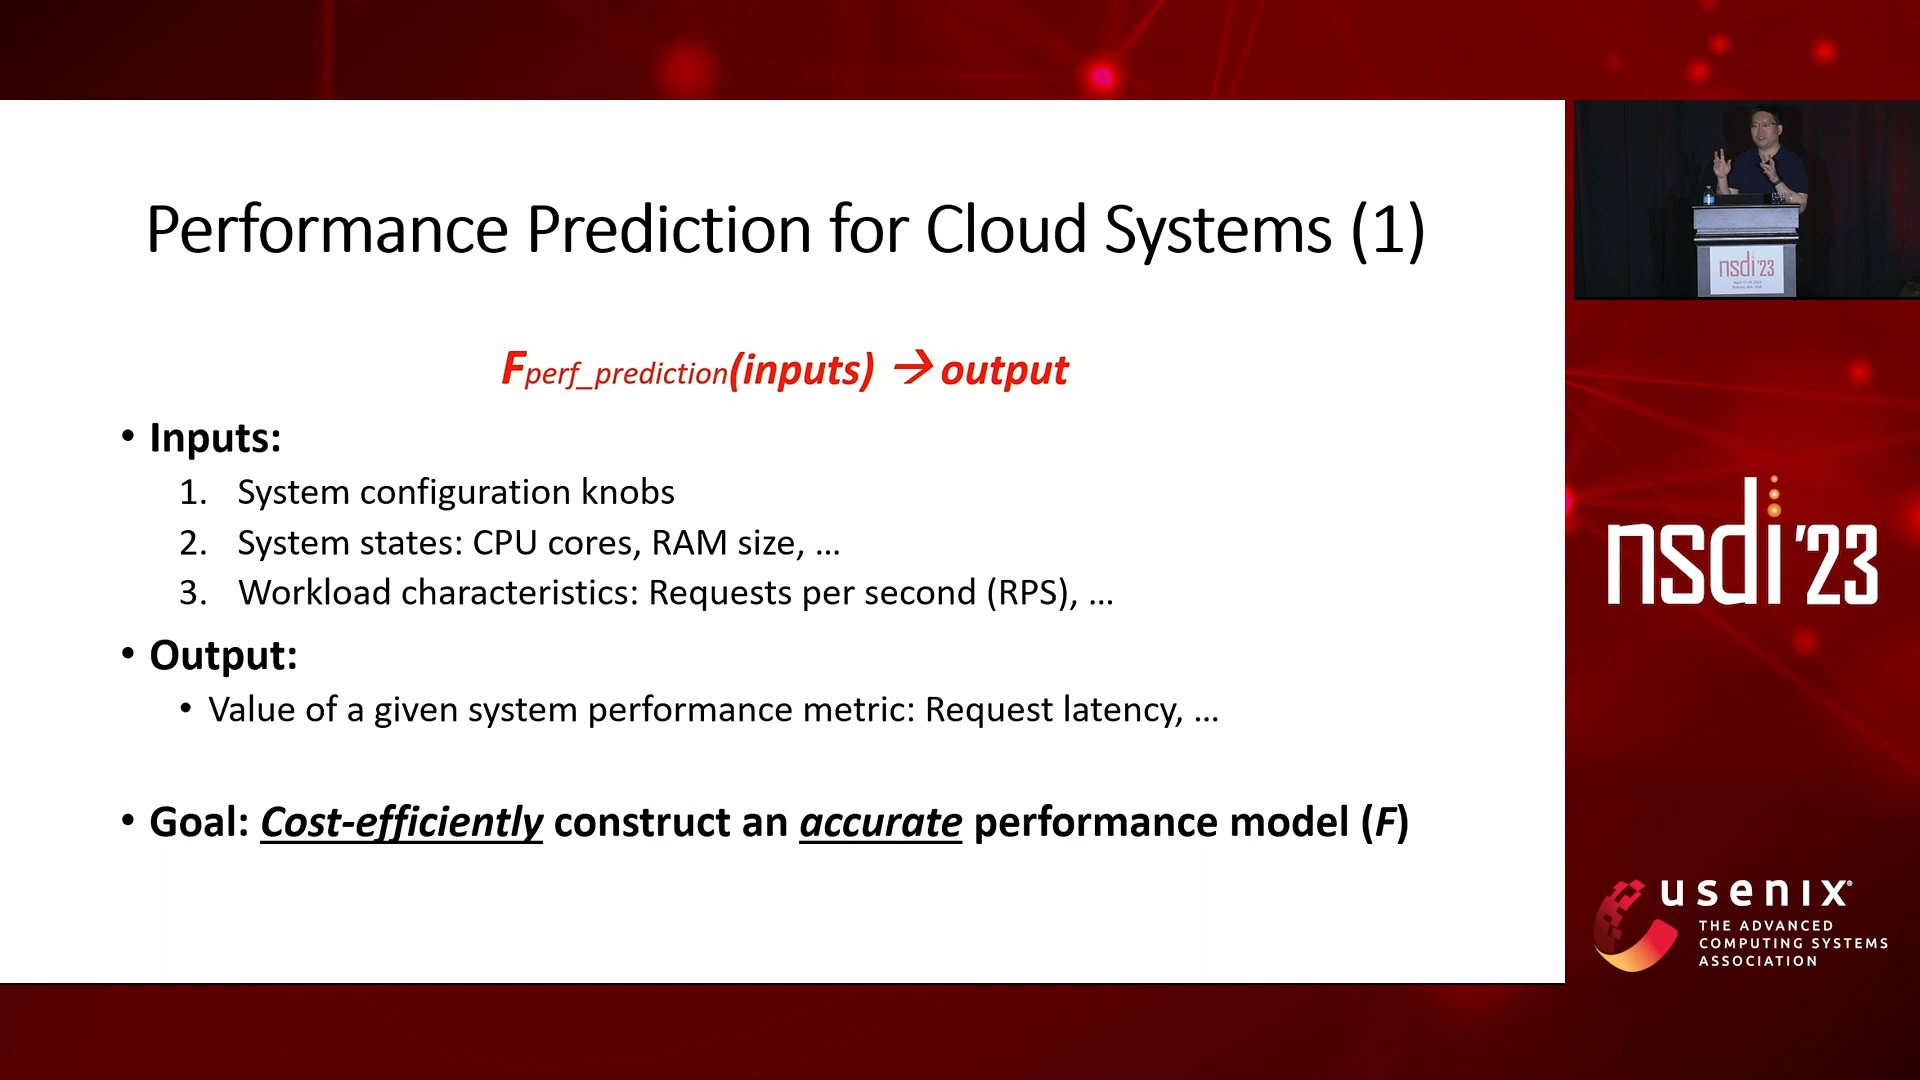 Performance Prediction for Cloud Systems (1)
Fperf_prediction(inputs) → output
• Inputs:
1. System configuration knobs
2. System states: CPU cores, RAM size, ...
3. Workload characteristics: Requests per second (RPS), ...
• Output:
• Value of a given system performance metric: Request latency, ...
• Goal: Cost-efficiently construct an accurate performance model (F)
nsdi '23
nsdi '23
usenix®
THE ADVANCED
COMPUTING SYSTEMS
ASSOCIATION